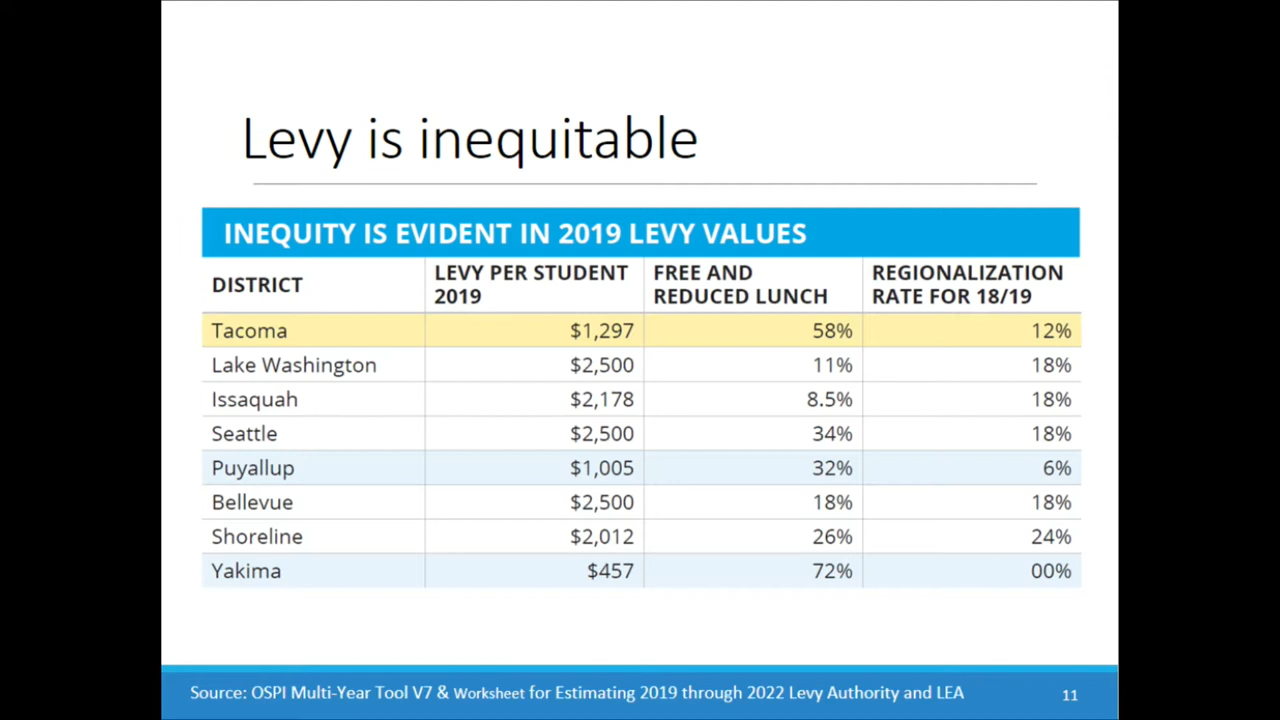 Levy is inequitable
INEQUITY IS EVIDENT IN 2019 LEVY VALUES
DISTRICT LEVY PER STUDENT 2019 FREE AND REDUCED LUNCH REGIONALIZATION RATE FOR 18/19
Tacoma $1,297 58% 12%
Lake Washington $2,500 11% 18%
Issaquah $2,178 8.5% 18%
Seattle $2,500 34% 18%
Puyallup $1,005 32% 6%
Bellevue $2,500 18% 18%
Shoreline $2,012 26% 24%
Yakima $457 72% 00%
Source: OSPI Multi-Year Tool V7 & Worksheet for Estimating 2019 through 2022 Levy Authority and LEA 11